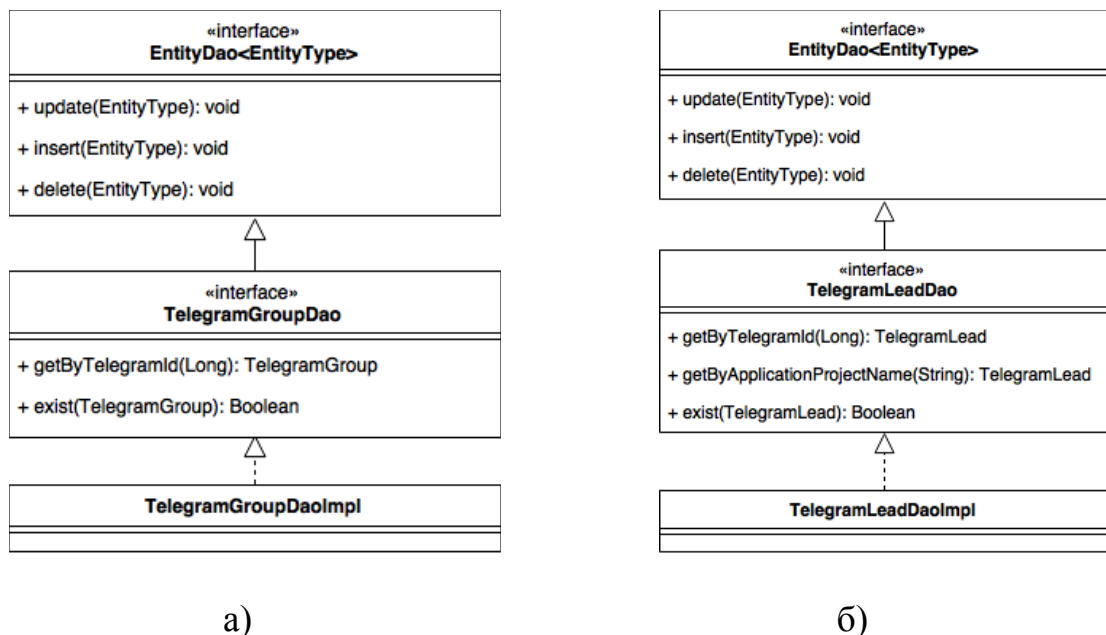 «interface»
EntityDao<EntityType>
+ update(EntityType): void
+ insert(EntityType): void
+ delete(EntityType): void
«interface»
TelegramGroupDao
+ getByTelegramId(Long): TelegramGroup
+ exist(TelegramGroup): Boolean
TelegramGroupDaoImpl
а)
«interface»
EntityDao<EntityType>
+ update(EntityType): void
+ insert(EntityType): void
+ delete(EntityType): void
«interface»
TelegramLeadDao
+ getByTelegramId(Long): TelegramLead
+ getByApplicationProjectName(String): TelegramLead
+ exist(TelegramLead): Boolean
TelegramLeadDaoImpl
б)